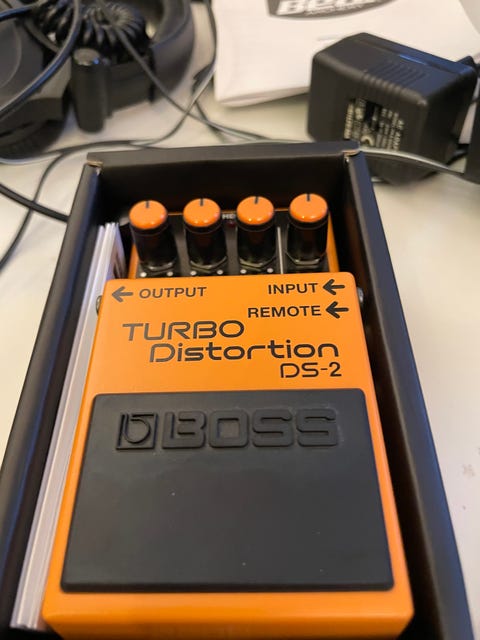 ← OUTPUT
INPUT ←
REMOTE ←
TURBO
Distortion
DS-2
BOSS